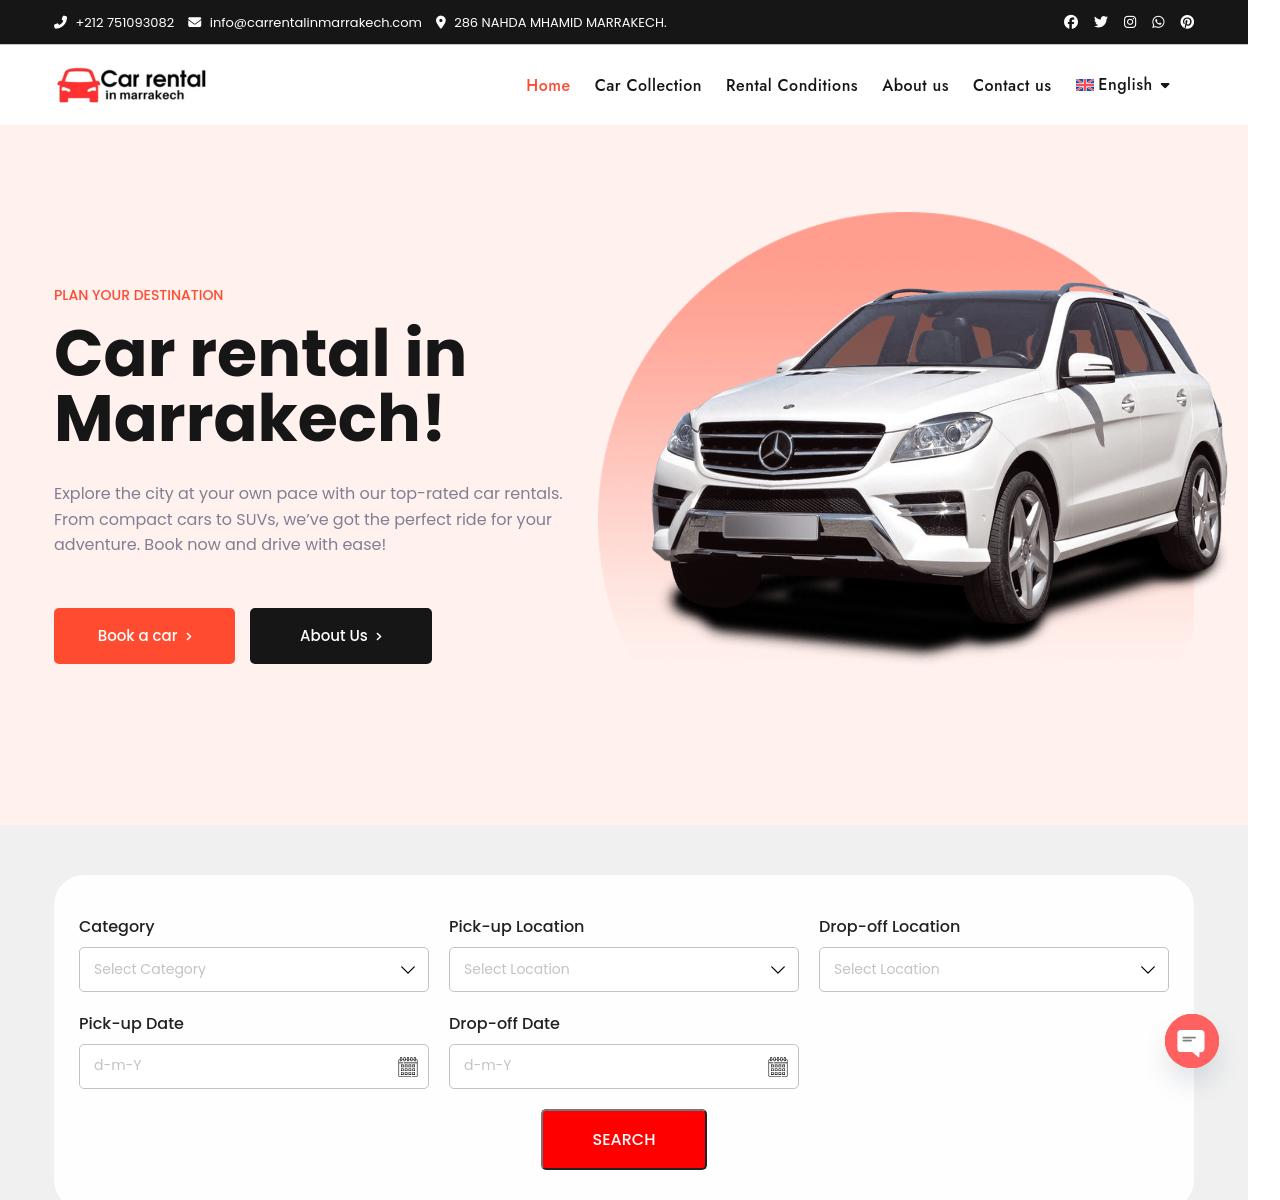 +212 751093082 info@carrentalinmarrakech.com 286 NAHDA MHAMID MARRAKECH.
Car rental
in marrakech
Home Car Collection Rental Conditions About us Contact us English
PLAN YOUR DESTINATION
Car rental in
Marrakech!
Explore the city at your own pace with our top-rated car rentals.
From compact cars to SUVs, we’ve got the perfect ride for your
adventure. Book now and drive with ease!
Book a car About Us
Category Pick-up Location Drop-off Location
Select Category Select Location Select Location
Pick-up Date Drop-off Date
d-m-Y d-m-Y
SEARCH